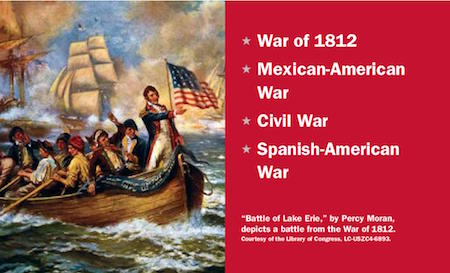 ★ War of 1812
★ Mexican-American
War
★ Civil War
★ Spanish-American
War
“Battle of Lake Erie,” by Percy Moran,
depicts a battle from the War of 1812.
Courtesy of the Library of Congress, LC-USZC4-6893.